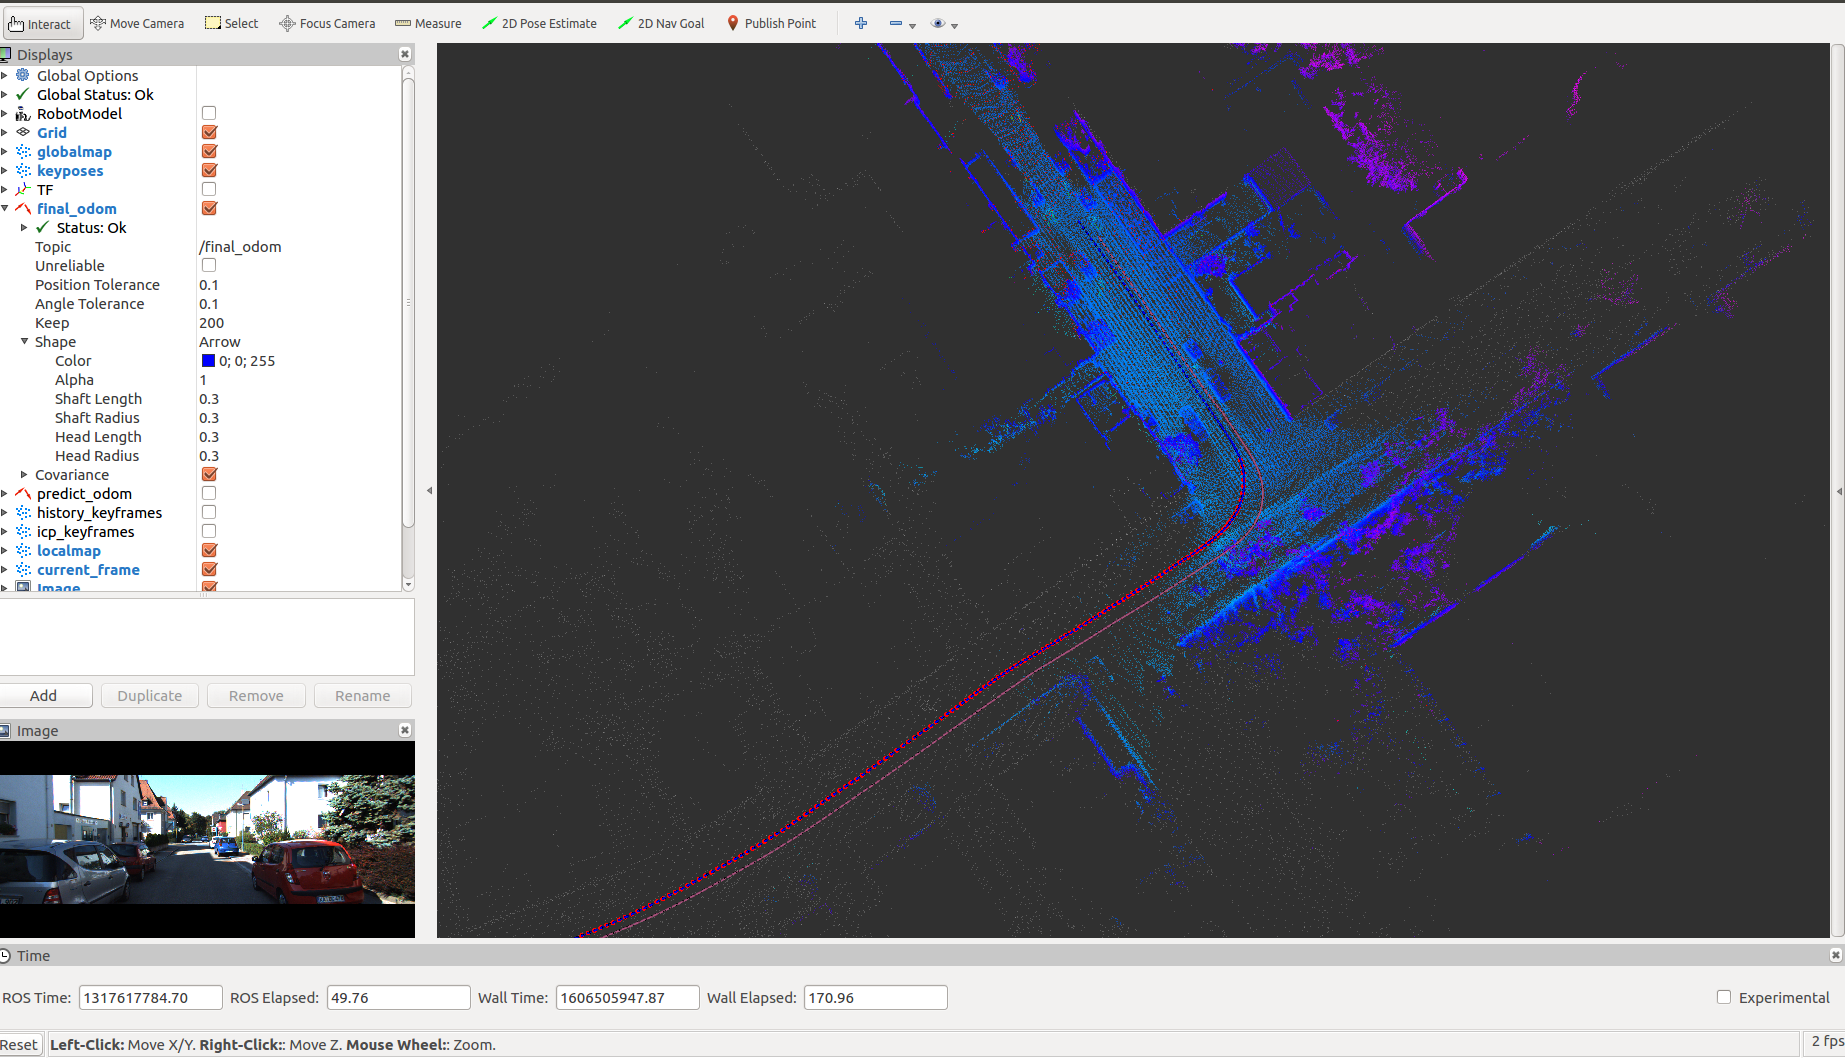 Interact Move Camera Select Focus Camera Measure 2D Pose Estimate 2D Nav Goal Publish Point
Displays
Global Options
Global Status: Ok
RobotModel
Grid
globalmap
keyposes
TF
final_odom
Status: Ok
Topic /final_odom
Unreliable
Position Tolerance 0.1
Angle Tolerance 0.1
Keep 200
Shape Arrow
Color 0; 0; 255
Alpha 1
Shaft Length 0.3
Shaft Radius 0.3
Head Length 0.3
Head Radius 0.3
Covariance
predict_odom
history_keyframes
icp_keyframes
localmap
current_frame
Image
Add Duplicate Remove Rename
Image
Time
ROS Time: 1317617784.70 ROS Elapsed: 49.76 Wall Time: 1606505947.87 Wall Elapsed: 170.96 Experimental
Reset Left-Click: Move X/Y. Right-Click:: Move Z. Mouse Wheel:: Zoom. 2 fps